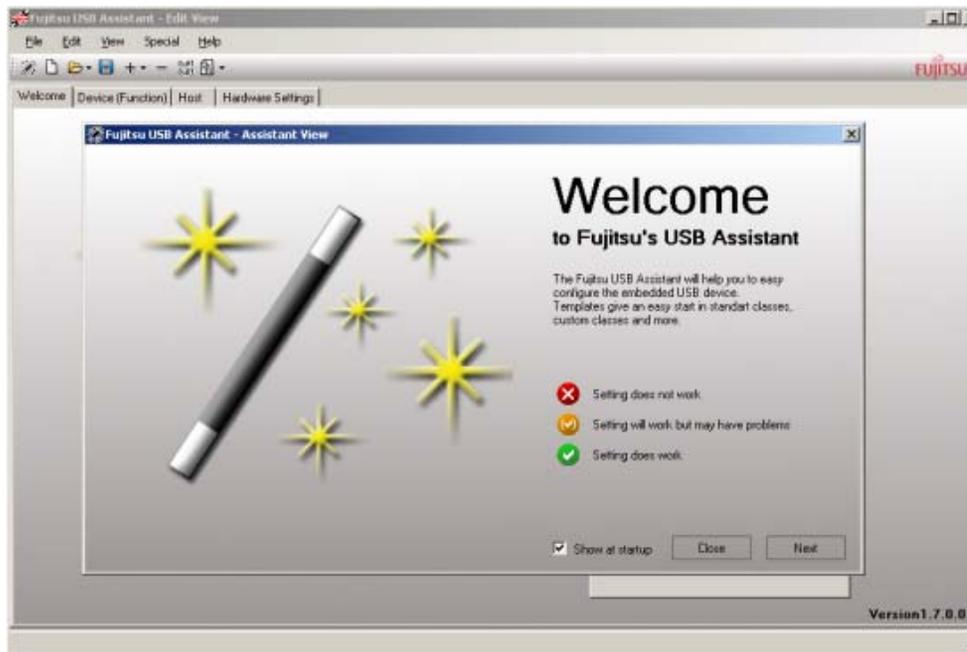 Fujitsu USB Assistant - Edit View
File Edit View Special Help
FUJITSU
Welcome Device (Function) Host Hardware Settings
Fujitsu USB Assistant - Assistant View
Welcome
to Fujitsu's USB Assistant
The Fujitsu USB Assistant will help you to easy
configure the embedded USB device.
Templates give an easy start in standart classes,
custom classes and more.
Setting does not work
Setting will work but may have problems
Setting does work
Show at startup Close Next
Version1.7.0.0